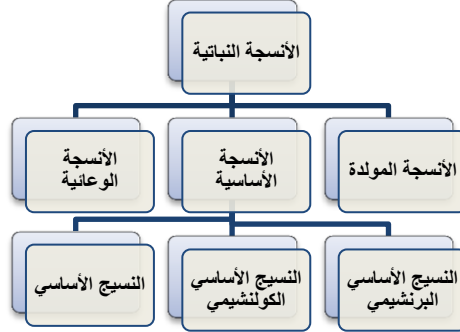 الأنسجة النباتية
الأنسجة المولدة
الأنسجة
الأساسية
الأنسجة
الوعائية
النسيج الأساسي
البرنشيمي
النسيج الأساسي
الكولنشيمي
النسيج الأساسي